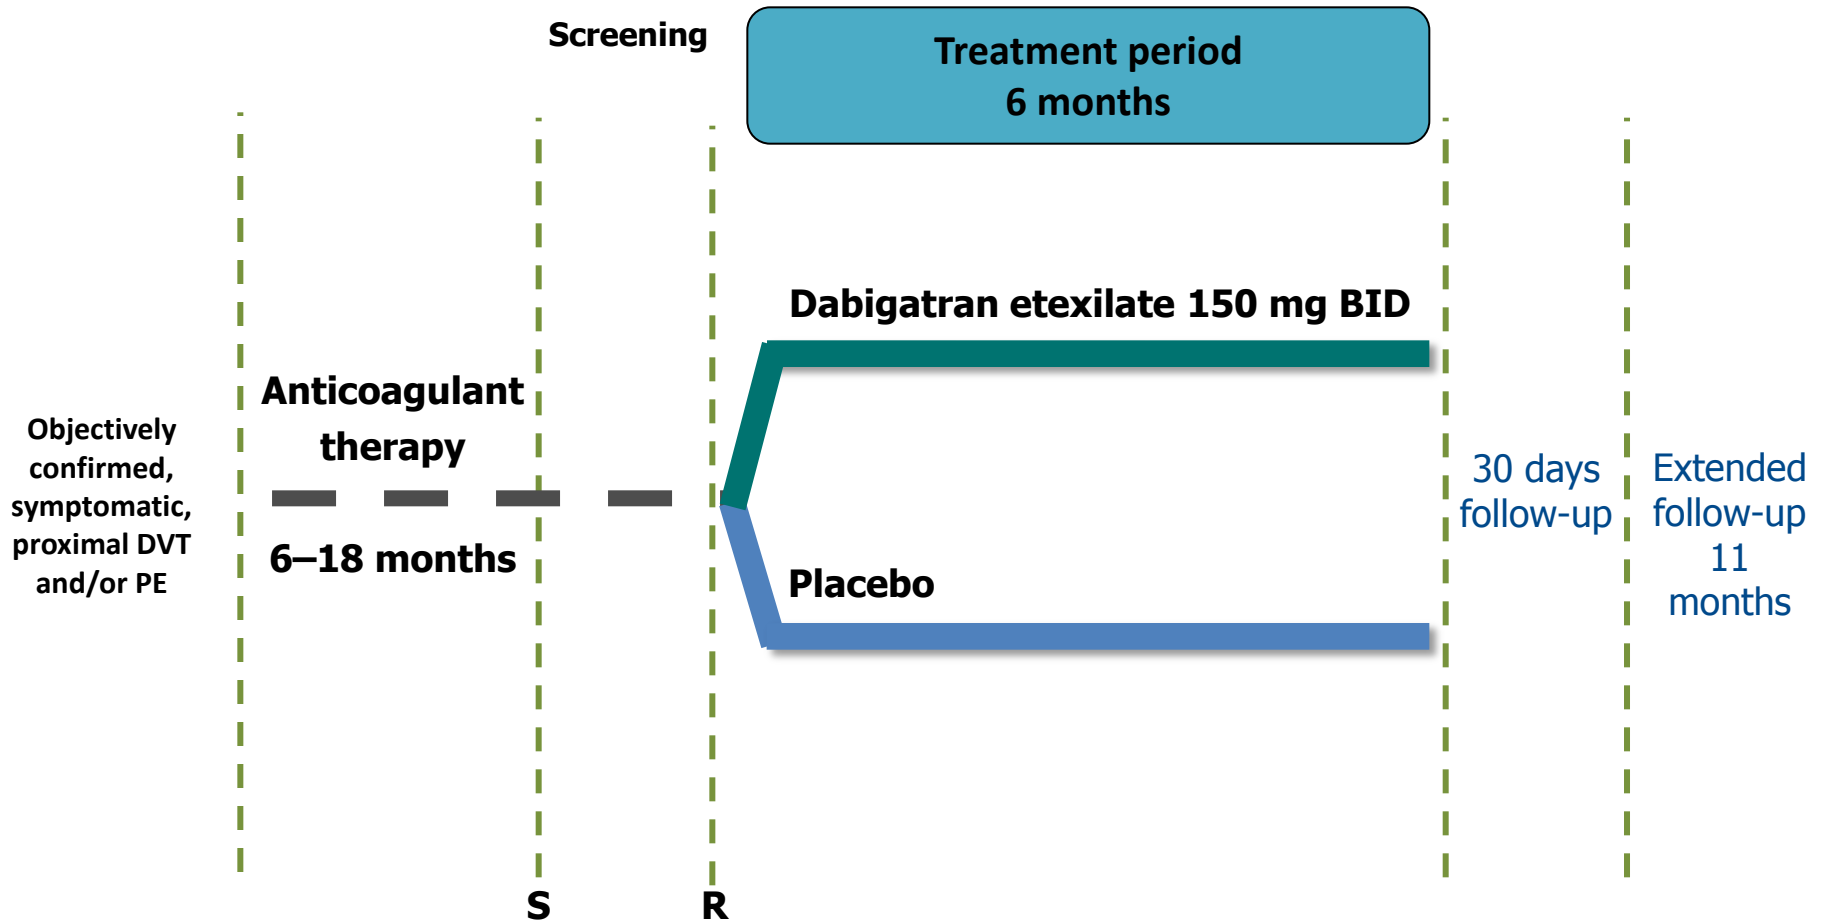 Screening
Treatment period
6 months
Dabigatran etexilate 150 mg BID
Anticoagulant
therapy
6–18 months
Objectively
confirmed,
symptomatic,
proximal DVT
and/or PE
Placebo
30 days
follow-up
Extended
follow-up
11
months
S
R